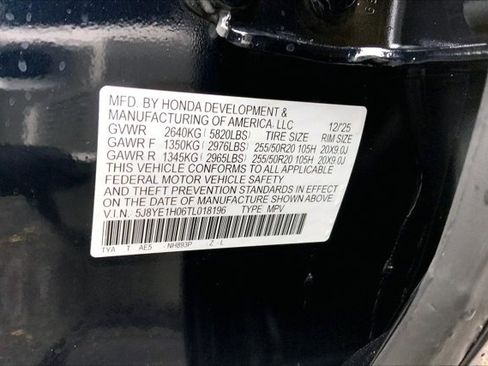 MFD. BY HONDA DEVELOPMENT &
MANUFACTURING OF AMERICA, LLC 12/25
GVWR 2640KG ( 5820LBS) TIRE SIZE RIM SIZE
GAWR F 1350KG ( 2976LBS) 255/50R20 105H 20X9.0J
GAWR R 1345KG ( 2965LBS) 255/50R20 105H 20X9.0J
THIS VEHICLE CONFORMS TO ALL APPLICABLE
FEDERAL MOTOR VEHICLE SAFETY
AND THEFT PREVENTION STANDARDS IN EFFECT
ON THE DATE OF MANUFACTURE SHOWN ABOVE
V.I.N. 5J8YE1H06TL018196 TYPE MPV
TYA 1 AE5 NH893P Z - L